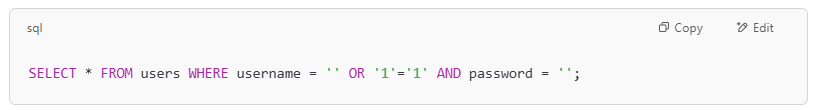 sql
Copy
Edit
SELECT * FROM users WHERE username = '' OR '1'='1' AND password = '';